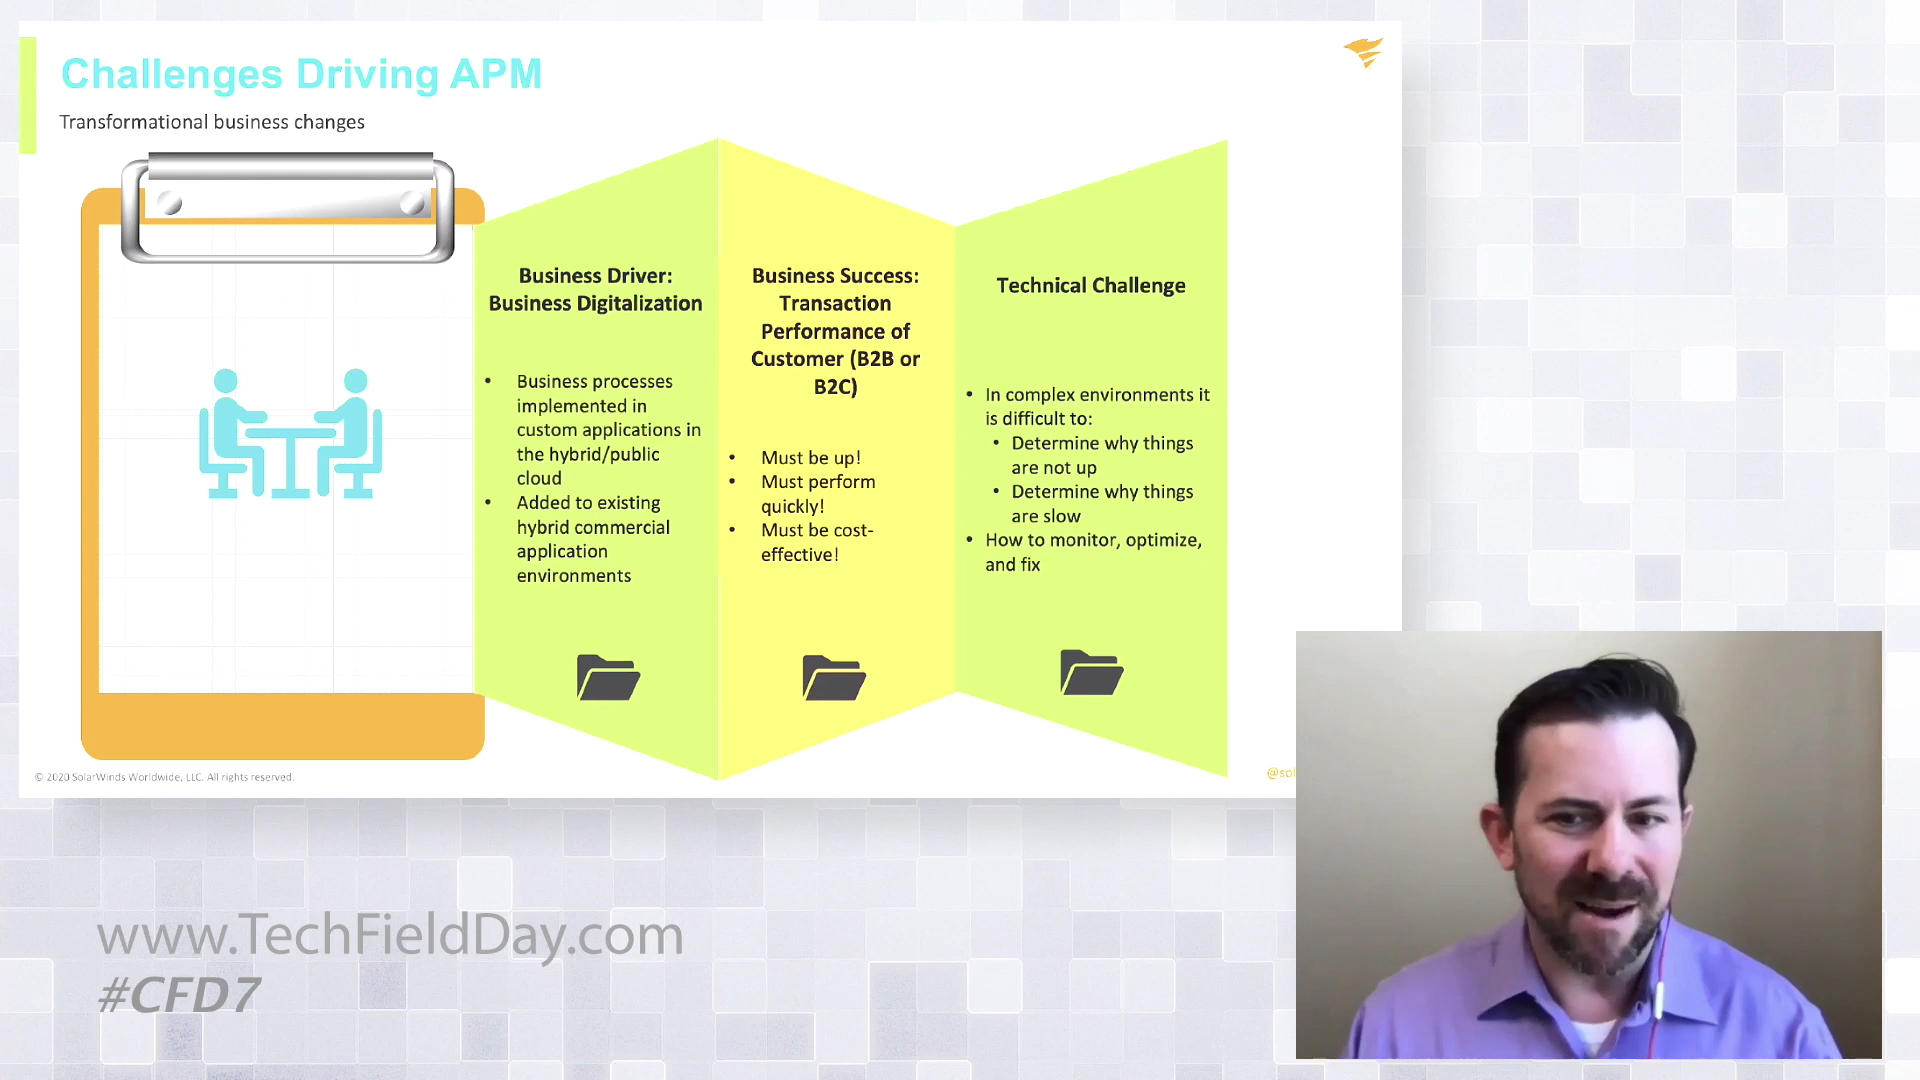 Challenges Driving APM
Transformational business changes
Business Driver:
Business Digitalization
• Business processes
implemented in
custom applications in
the hybrid/public
cloud
• Added to existing
hybrid commercial
application
environments
Business Success:
Transaction
Performance of
Customer (B2B or
B2C)
• Must be up!
• Must perform
quickly!
• Must be cost-
effective!
Technical Challenge
• In complex environments it
is difficult to:
• Determine why things
are not up
• Determine why things
are slow
• How to monitor, optimize,
and fix
© 2020 SolarWinds Worldwide, LLC. All rights reserved.
www.TechFieldDay.com
#CFD7